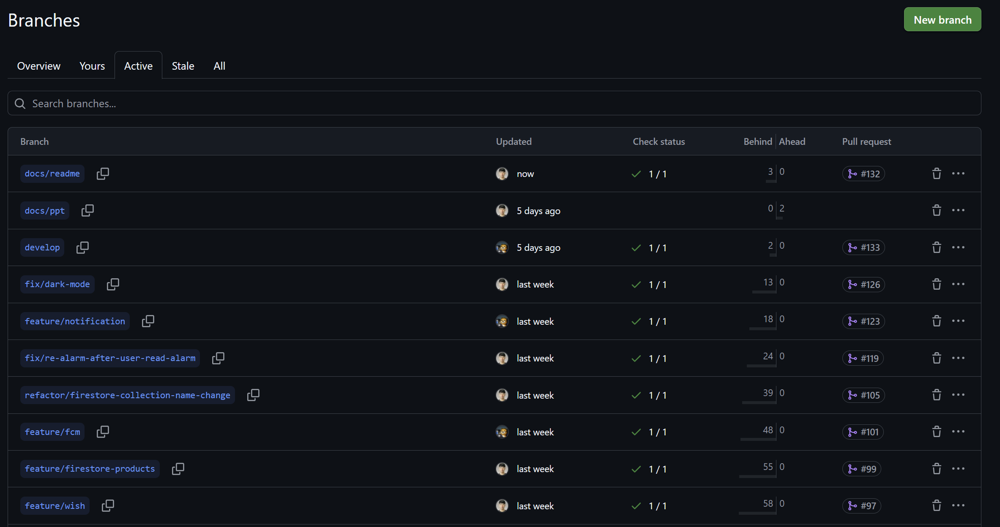 Branches
New branch
Overview Yours Active Stale All
Search branches...
Branch Updated Check status Behind Ahead Pull request
docs/readme now 1 / 1 3 0 #132
docs/ppt 5 days ago 0 2
develop 5 days ago 1 / 1 2 0 #133
fix/dark-mode last week 1 / 1 13 0 #126
feature/notification last week 1 / 1 18 0 #123
fix/re-alarm-after-user-read-alarm last week 1 / 1 24 0 #119
refactor/firestore-collection-name-change last week 1 / 1 39 0 #105
feature/fcm last week 1 / 1 48 0 #101
feature/firestore-products last week 1 / 1 55 0 #99
feature/wish last week 1 / 1 58 0 #97